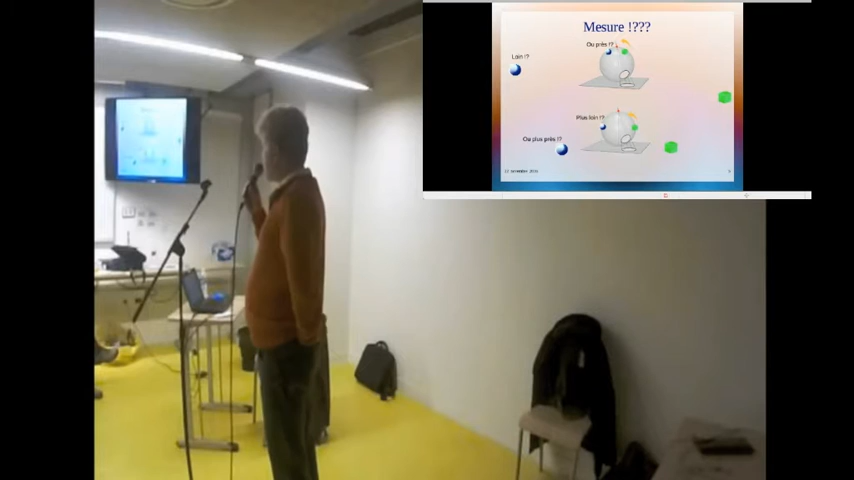 Mesure !???
Ou près !?
Loin !?
Plus loin !?
Ou plus près !?